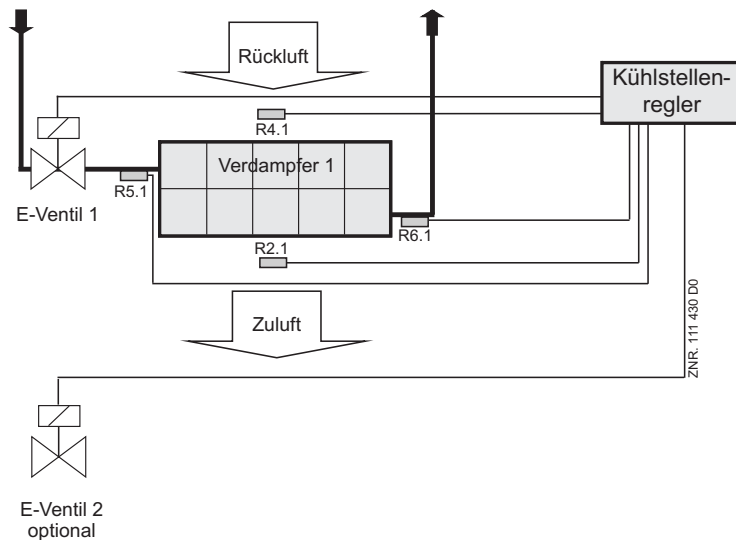 Rückluft
Kühlstellen-
regler
R4.1
Verdampfer 1
R5.1
E-Ventil 1
R6.1
R2.1
Zuluft
ZNR. 111 430 D0
E-Ventil 2
optional